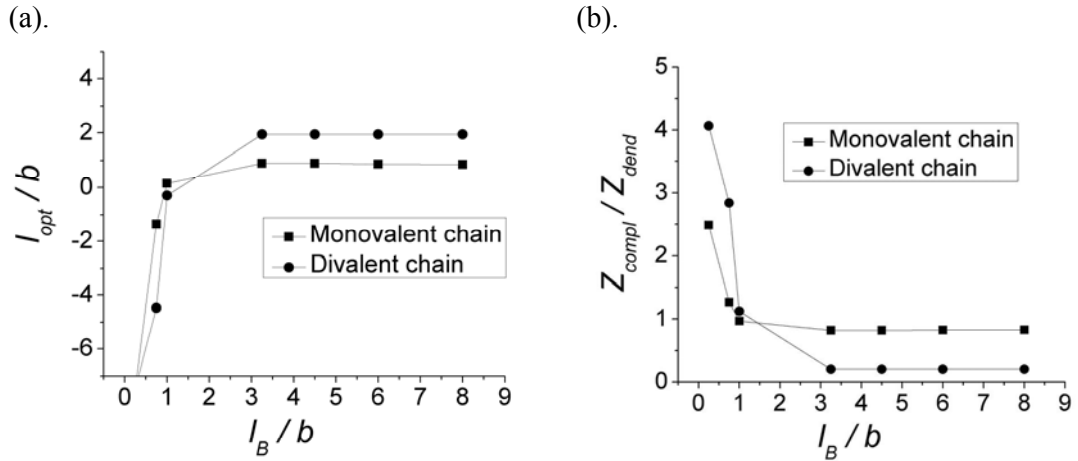 (a).
4
2
0
-2
-4
-6
l_opt / b
Monovalent chain
Divalent chain
0 1 2 3 4 5 6 7 8 9
l_B / b
(b).
5
4
3
2
1
0
Z_compl / Z_dend
Monovalent chain
Divalent chain
0 1 2 3 4 5 6 7 8 9
l_B / b